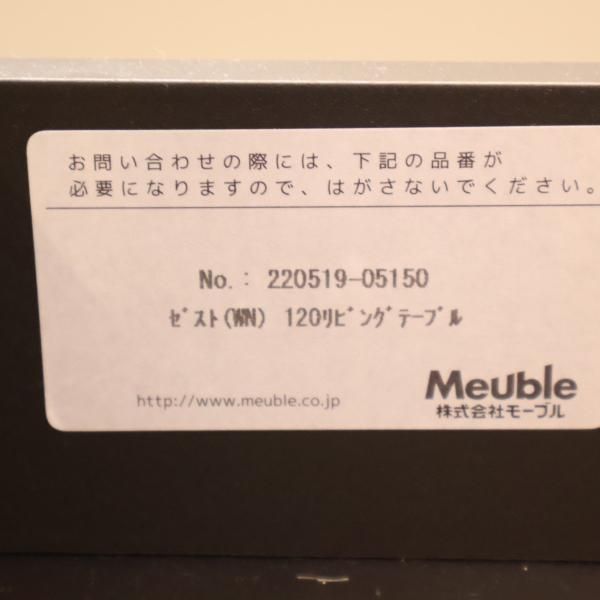 お問い合わせの際には、下記の品番が
必要になりますので、はがさないでください。
No.: 220519-05150
ｾﾞｽﾄ(WN) 120ﾘﾋﾞﾝｸﾞﾃｰﾌﾞﾙ
http://www.meuble.co.jp
Meuble
株式会社モーブル